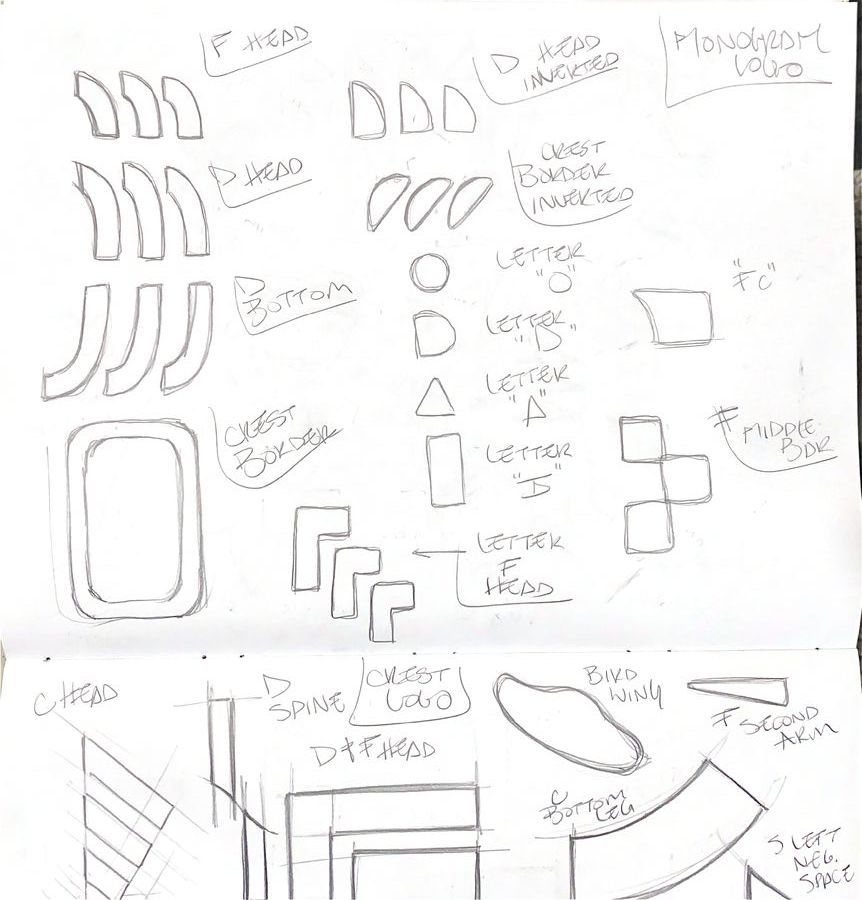 F HEAD
D HEAD
INVERTED
MONOGRAM
LOGO
D HEAD
CREST
BORDER
INVERTED
D
BOTTOM
LETTER
"O"
"FC"
LETTER
"D"
LETTER
"A"
CREST
BORDER
F MIDDLE
BDR
LETTER
LETTER
F
HEAD
C HEAD
D
SPINE
CREST
LOGO
BIRD
WING
F SECOND
ARM
D & F HEAD
C
BOTTOM
LEG
S LEFT
NEG.
SPACE